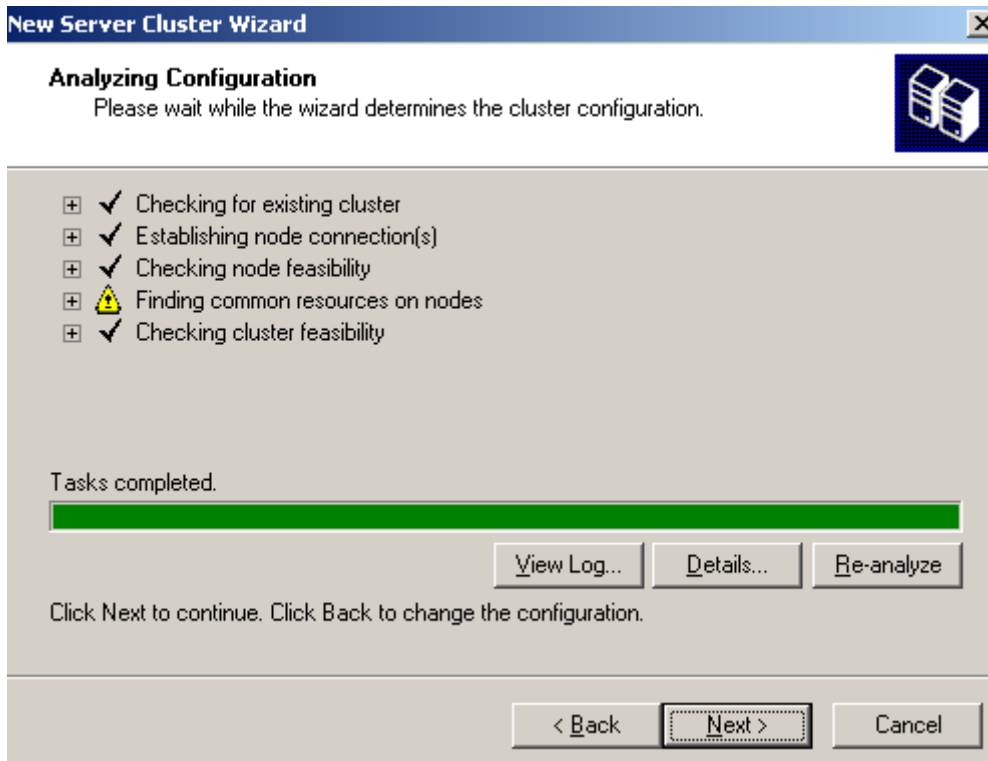 New Server Cluster Wizard
Analyzing Configuration
Please wait while the wizard determines the cluster configuration.
Checking for existing cluster
Establishing node connection(s)
Checking node feasibility
Finding common resources on nodes
Checking cluster feasibility
Tasks completed.
View Log... Details... Re-analyze
Click Next to continue. Click Back to change the configuration.
< Back Next > Cancel